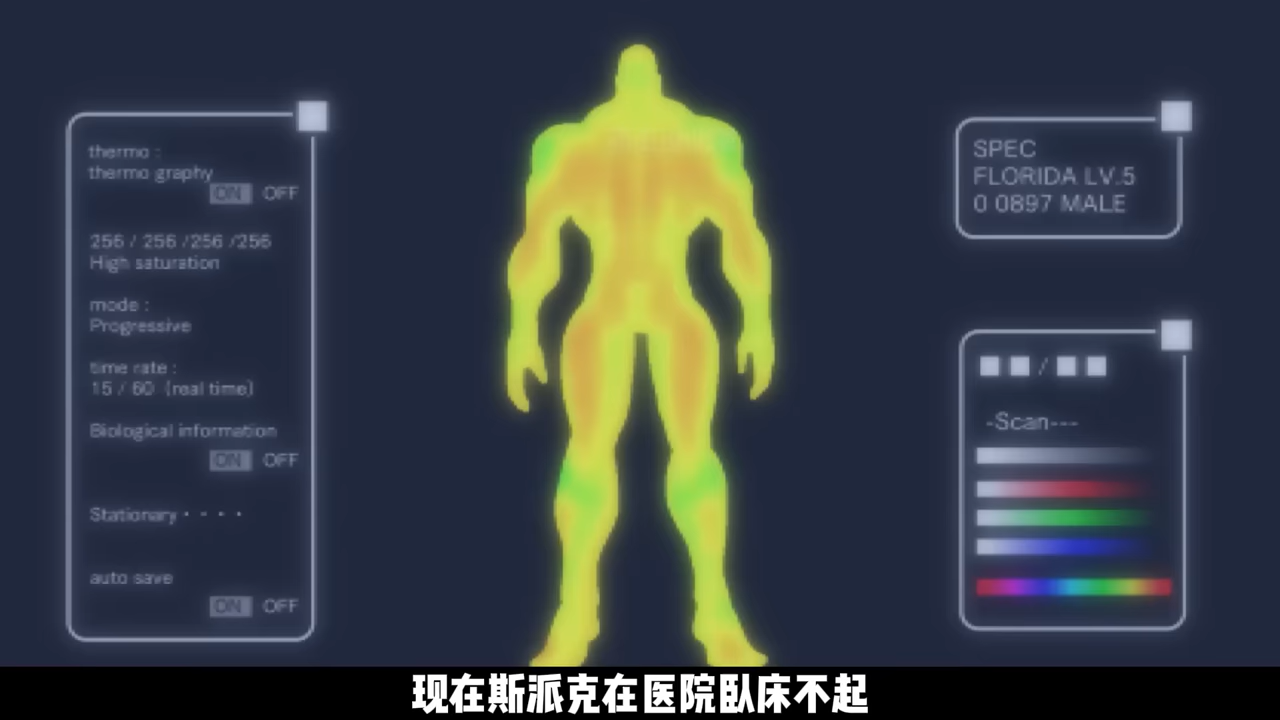 thermo :
thermo graphy
ON OFF
256 / 256 /256 /256
High saturation
mode :
Progressive
time rate :
15 / 60 (real time)
Biological information
ON OFF
Stationary · · · ·
auto save
ON OFF
SPEC
FLORIDA LV.5
0 0897 MALE
/
-Scan---
现在斯派克在医院卧床不起